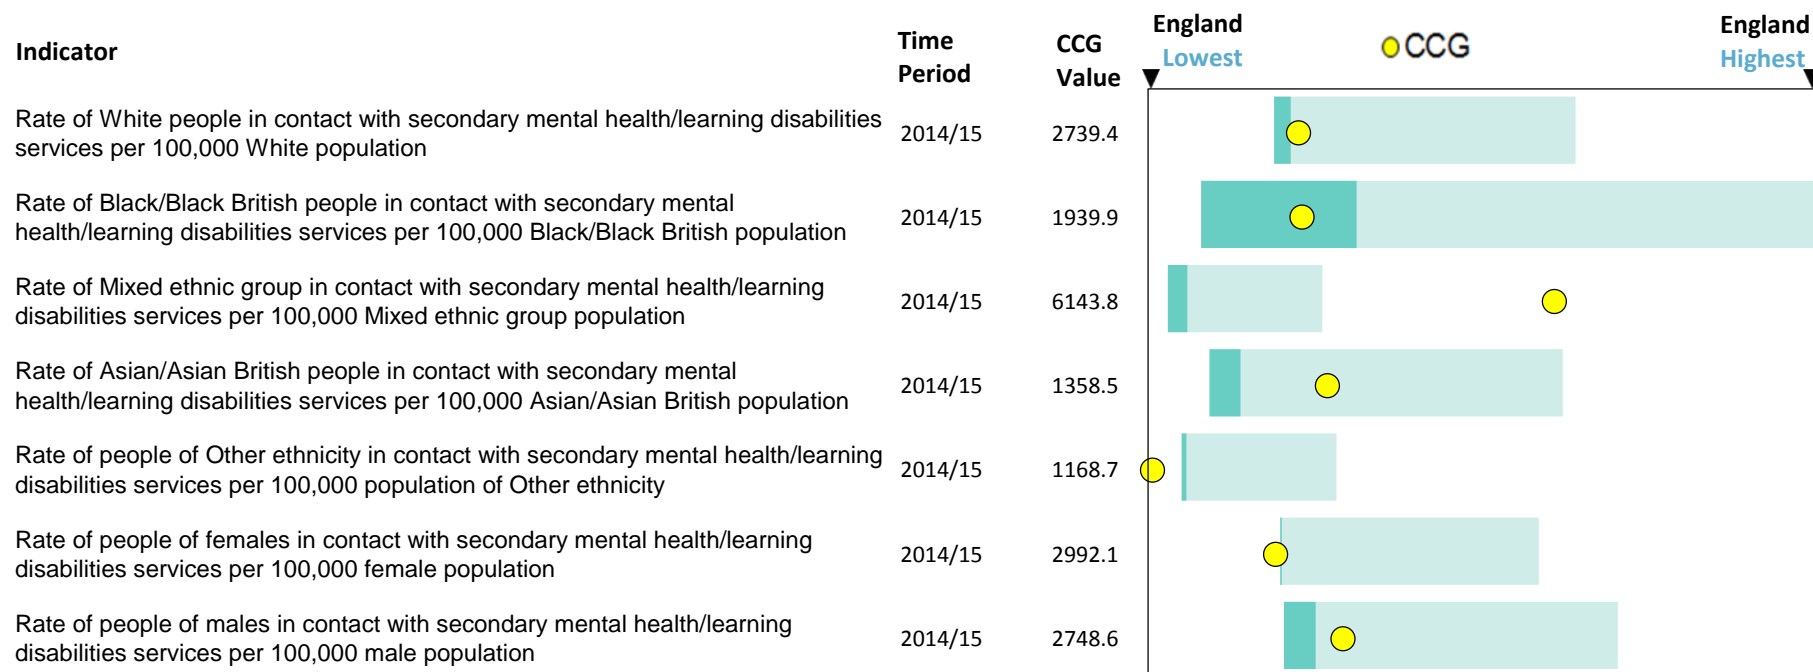 Indicator
Time
Period
CCG
Value
England
Lowest
CCG
England
Highest
Rate of White people in contact with secondary mental health/learning disabilities
services per 100,000 White population
2014/15
2739.4
Rate of Black/Black British people in contact with secondary mental
health/learning disabilities services per 100,000 Black/Black British population
2014/15
1939.9
Rate of Mixed ethnic group in contact with secondary mental health/learning
disabilities services per 100,000 Mixed ethnic group population
2014/15
6143.8
Rate of Asian/Asian British people in contact with secondary mental
health/learning disabilities services per 100,000 Asian/Asian British population
2014/15
1358.5
Rate of people of Other ethnicity in contact with secondary mental health/learning
disabilities services per 100,000 population of Other ethnicity
2014/15
1168.7
Rate of people of females in contact with secondary mental health/learning
disabilities services per 100,000 female population
2014/15
2992.1
Rate of people of males in contact with secondary mental health/learning
disabilities services per 100,000 male population
2014/15
2748.6